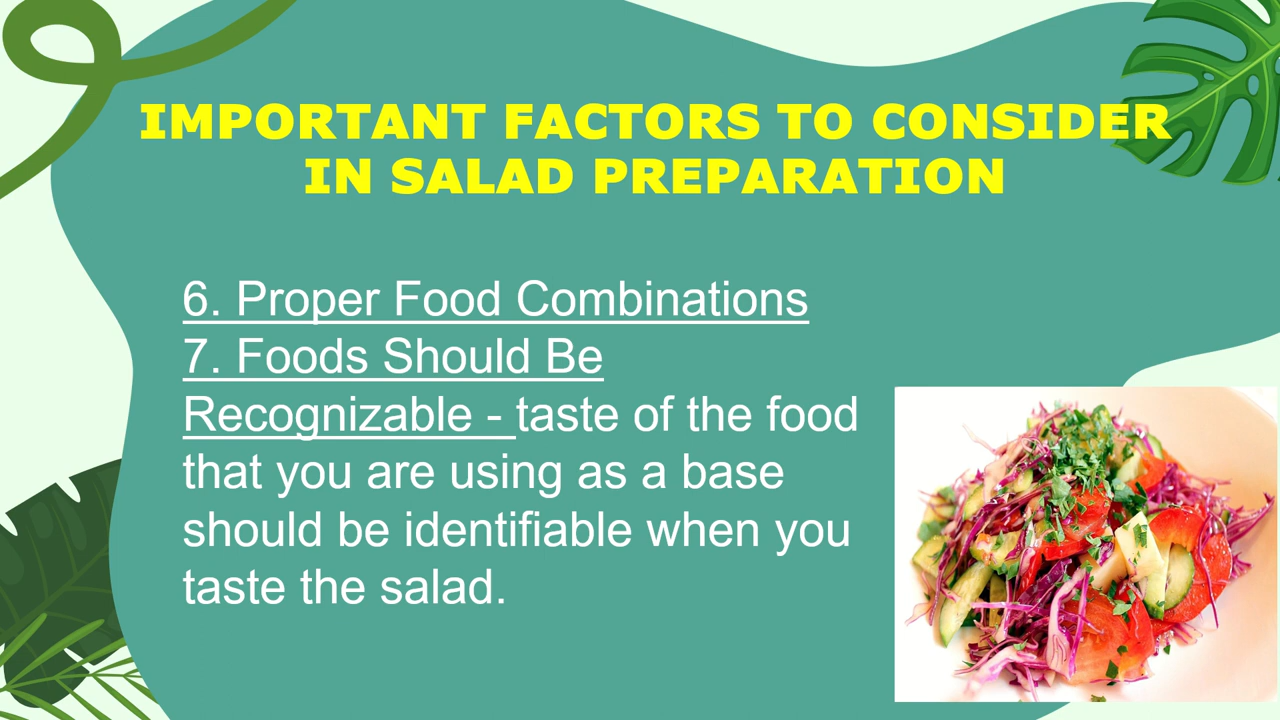 IMPORTANT FACTORS TO CONSIDER
IN SALAD PREPARATION
6. Proper Food Combinations
7. Foods Should Be
Recognizable - taste of the food
that you are using as a base
should be identifiable when you
taste the salad.